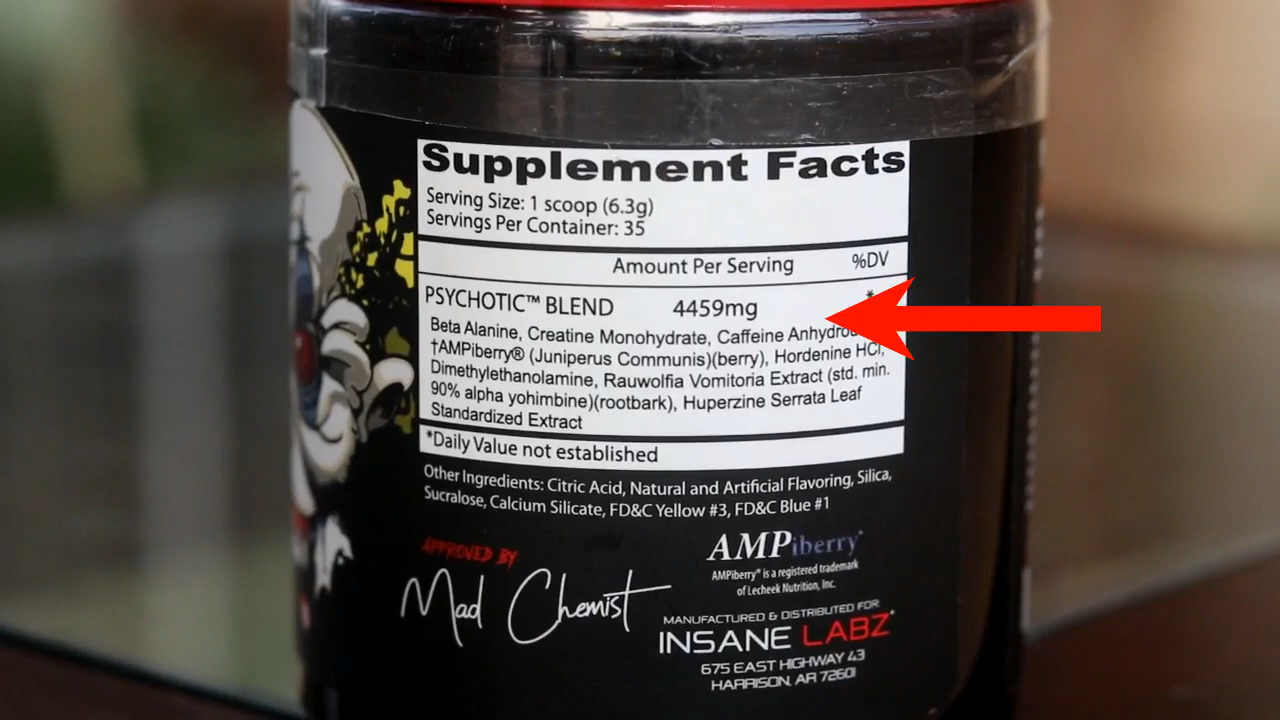 Supplement Facts
Serving Size: 1 scoop (6.3g)
Servings Per Container: 35
Amount Per Serving %DV
PSYCHOTIC™ BLEND 4459mg *
Beta Alanine, Creatine Monohydrate, Caffeine
†AMPiberry® (Juniperus Communis)(berry), Hordenine HCl,
Dimethylethanolamine, Rauwolfia Vomitoria Extract (std. min.
90% alpha yohimbine)(rootbark), Huperzine Serrata Leaf
Standardized Extract
*Daily Value not established
Other Ingredients: Citric Acid, Natural and Artificial Flavoring, Silica,
Sucralose, Calcium Silicate, FD&C Yellow #3, FD&C Blue #1
APPROVED BY:
Mad Chemist
AMPiberry®
AMPiberry® is a registered trademark
of Lecheek Nutrition, Inc.
MANUFACTURED & DISTRIBUTED FOR
INSANE LABZ®
675 EAST HIGHWAY 43
HARRISON, AR 72601